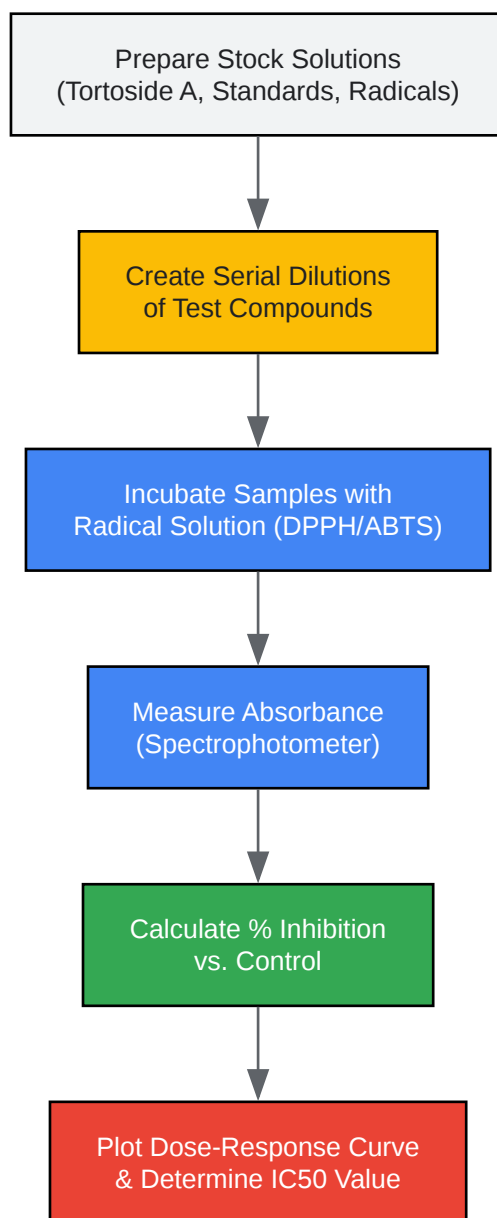 Prepare Stock Solutions
(Tortoside A, Standards, Radicals)
Create Serial Dilutions
of Test Compounds
Incubate Samples with
Radical Solution (DPPH/ABTS)
Measure Absorbance
(Spectrophotometer)
Calculate % Inhibition
vs. Control
Plot Dose-Response Curve
& Determine IC50 Value